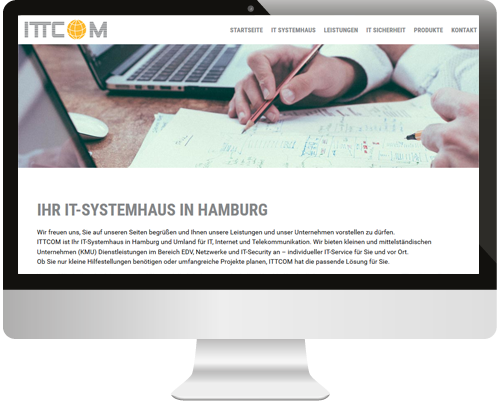 ITTCOM
STARTSEITE IT SYSTEMHAUS LEISTUNGEN IT SICHERHEIT PRODUKTE KONTAKT
IHR IT-SYSTEMHAUS IN HAMBURG
Wir freuen uns, Sie auf unseren Seiten begrüßen und Ihnen unsere Leistungen und unser Unternehmen vorstellen zu dürfen.
ITTCOM ist Ihr IT-Systemhaus in Hamburg und Umland für IT, Internet und Telekommunikation. Wir bieten kleinen und mittelständischen
Unternehmen (KMU) Dienstleistungen im Bereich EDV, Netzwerke und IT-Security an – individueller IT-Service für Sie und vor Ort.
Ob Sie nur kleine Hilfestellungen benötigen oder umfangreiche Projekte planen, ITTCOM hat die passende Lösung für Sie.